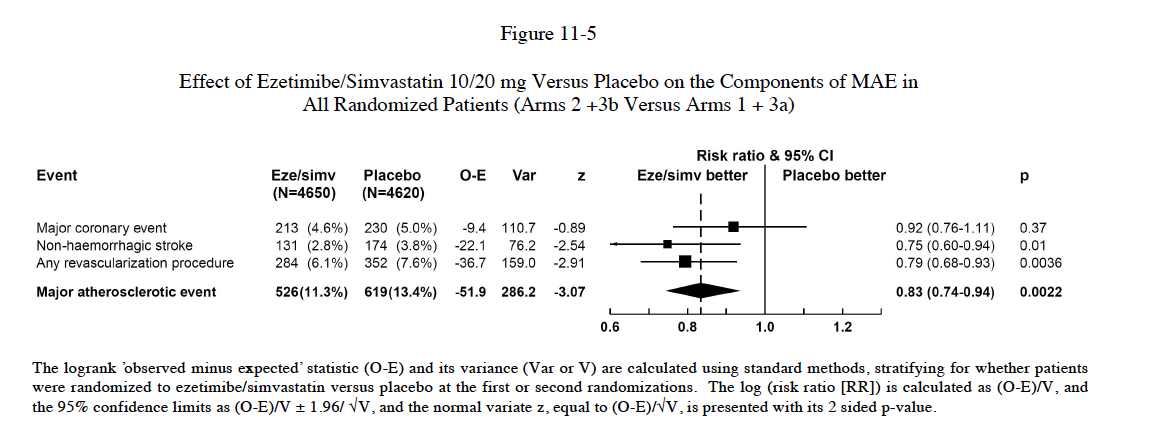 Figure 11-5
Effect of Ezetimibe/Simvastatin 10/20 mg Versus Placebo on the Components of MAE in
All Randomized Patients (Arms 2 +3b Versus Arms 1 + 3a)
Risk ratio & 95% CI
Event Eze/simv Placebo O-E Var z Eze/simv better Placebo better p
(N=4650) (N=4620)
Major coronary event 213 (4.6%) 230 (5.0%) -9.4 110.7 -0.89 0.92 (0.76-1.11) 0.37
Non-haemorrhagic stroke 131 (2.8%) 174 (3.8%) -22.1 76.2 -2.54 0.75 (0.60-0.94) 0.01
Any revascularization procedure 284 (6.1%) 352 (7.6%) -36.7 159.0 -2.91 0.79 (0.68-0.93) 0.0036
Major atherosclerotic event 526(11.3%) 619(13.4%) -51.9 286.2 -3.07 0.83 (0.74-0.94) 0.0022
0.6 0.8 1.0 1.2
The logrank 'observed minus expected' statistic (O-E) and its variance (Var or V) are calculated using standard methods, stratifying for whether patients
were randomized to ezetimibe/simvastatin versus placebo at the first or second randomizations. The log (risk ratio [RR]) is calculated as (O-E)/V, and
the 95% confidence limits as (O-E)/V ± 1.96/ √V, and the normal variate z, equal to (O-E)/√V, is presented with its 2 sided p-value.